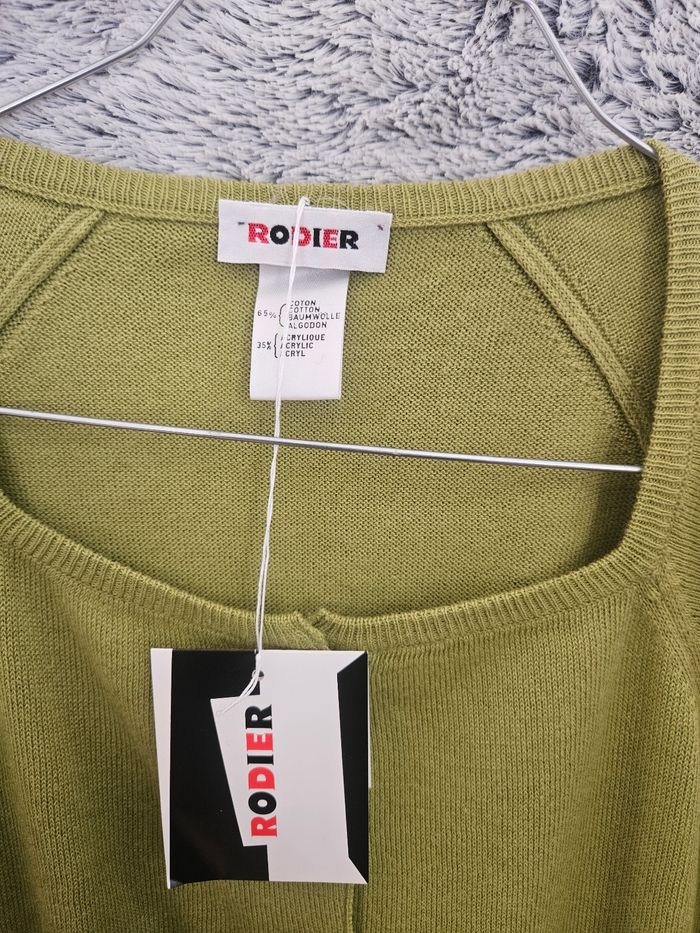 RODIER
65% { COTON
COTTON
BAUMWOLLE
ALGODON
35% { ACRYLIQUE
ACRYLIC
ACRYL
RODIER